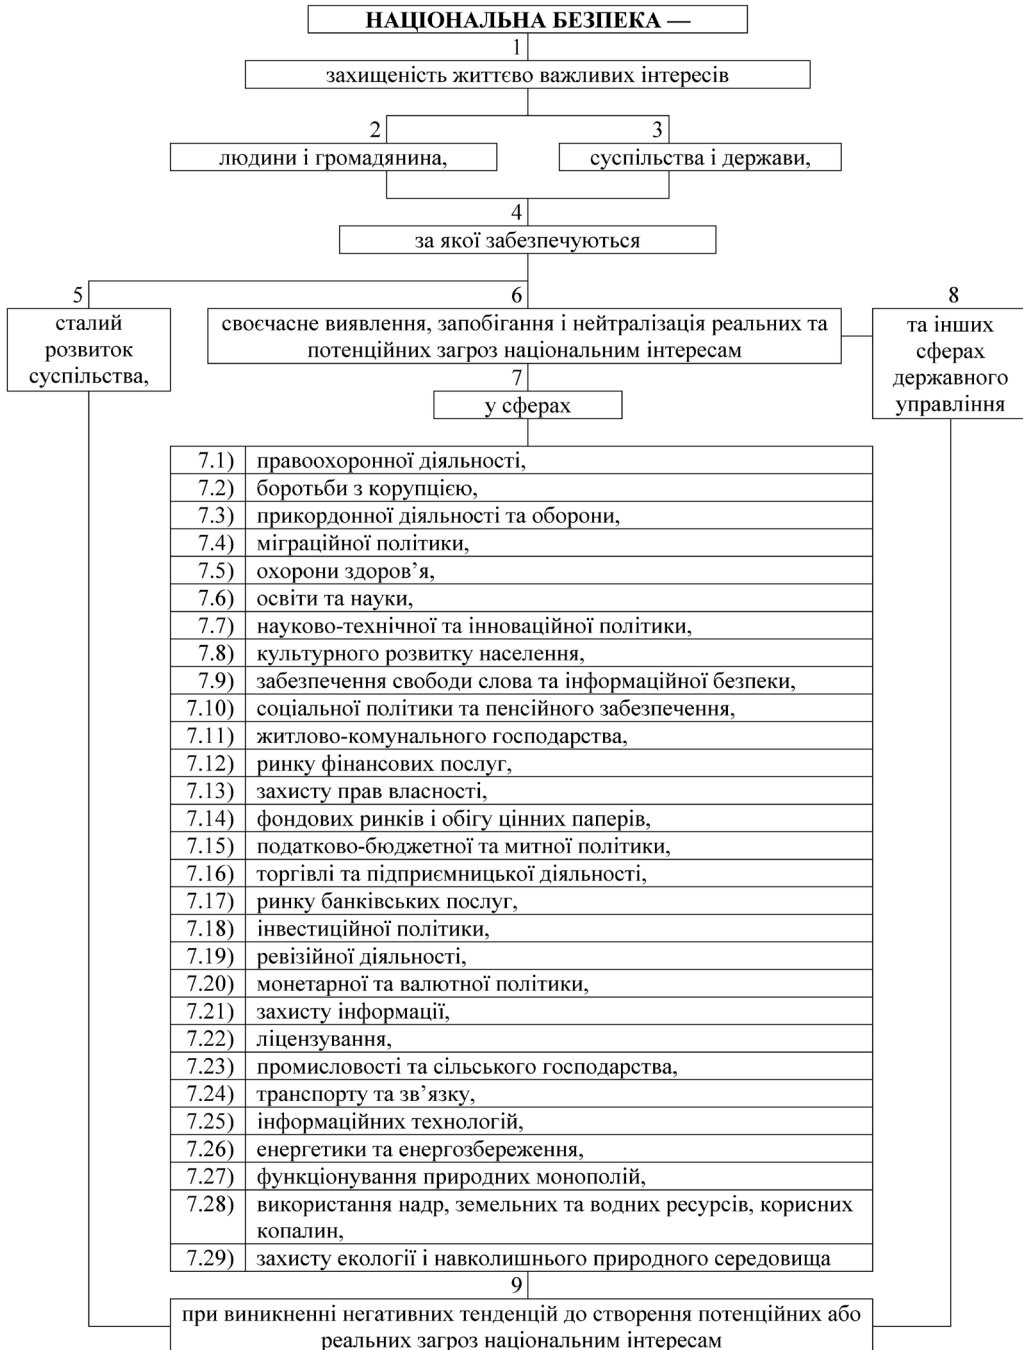 НАЦІОНАЛЬНА БЕЗПЕКА —
1
захищеність життєво важливих інтересів
2
людини і громадянина,
3
суспільства і держави,
4
за якої забезпечуються
5
сталий
розвиток
суспільства,
6
своєчасне виявлення, запобігання і нейтралізація реальних та
потенційних загроз національним інтересам
8
та інших
сферах
державного
управління
7
у сферах
7.1) правоохоронної діяльності,
7.2) боротьби з корупцією,
7.3) прикордонної діяльності та оборони,
7.4) міграційної політики,
7.5) охорони здоров’я,
7.6) освіти та науки,
7.7) науково-технічної та інноваційної політики,
7.8) культурного розвитку населення,
7.9) забезпечення свободи слова та інформаційної безпеки,
7.10) соціальної політики та пенсійного забезпечення,
7.11) житлово-комунального господарства,
7.12) ринку фінансових послуг,
7.13) захисту прав власності,
7.14) фондових ринків і обігу цінних паперів,
7.15) податково-бюджетної та митної політики,
7.16) торгівлі та підприємницької діяльності,
7.17) ринку банківських послуг,
7.18) інвестиційної політики,
7.19) ревізійної діяльності,
7.20) монетарної та валютної політики,
7.21) захисту інформації,
7.22) ліцензування,
7.23) промисловості та сільського господарства,
7.24) транспорту та зв’язку,
7.25) інформаційних технологій,
7.26) енергетики та енергозбереження,
7.27) функціонування природних монополій,
7.28) використання надр, земельних та водних ресурсів, корисних
копалин,
7.29) захисту екології і навколишнього природного середовища
9
при виникненні негативних тенденцій до створення потенційних або
реальних загроз національним інтересам